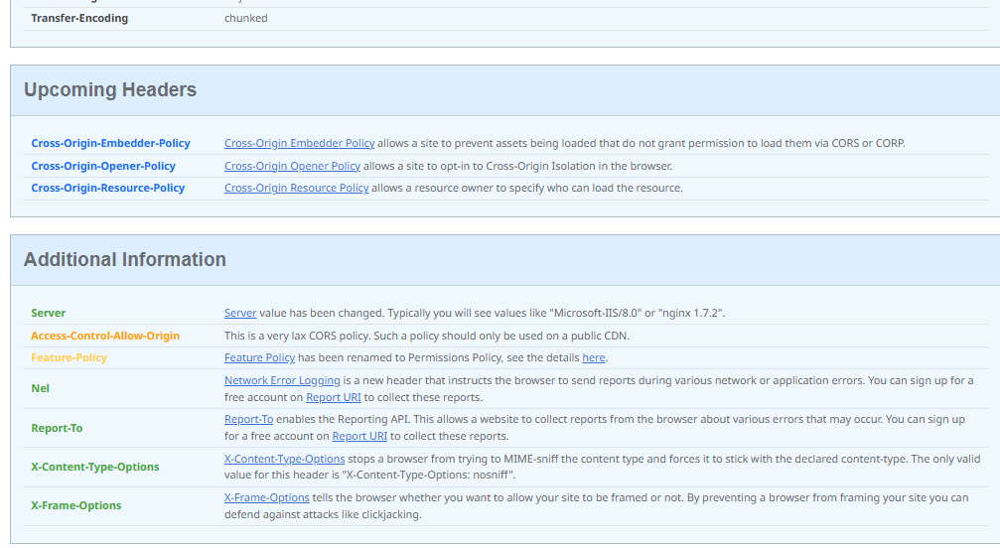 Transfer-Encoding chunked
Upcoming Headers
Cross-Origin-Embedder-Policy Cross-Origin Embedder Policy allows a site to prevent assets being loaded that do not grant permission to load them via CORS or CORP.
Cross-Origin-Opener-Policy Cross-Origin Opener Policy allows a site to opt-in to Cross-Origin Isolation in the browser.
Cross-Origin-Resource-Policy Cross-Origin Resource Policy allows a resource owner to specify who can load the resource.
Additional Information
Server Server value has been changed. Typically you will see values like "Microsoft-IIS/8.0" or "nginx 1.7.2".
Access-Control-Allow-Origin This is a very lax CORS policy. Such a policy should only be used on a public CDN.
Feature-Policy Feature Policy has been renamed to Permissions Policy, see the details here.
Nel Network Error Logging is a new header that instructs the browser to send reports during various network or application errors. You can sign up for a
free account on Report URI to collect these reports.
Report-To Report-To enables the Reporting API. This allows a website to collect reports from the browser about various errors that may occur. You can sign up
for a free account on Report URI to collect these reports.
X-Content-Type-Options X-Content-Type-Options stops a browser from trying to MIME-sniff the content type and forces it to stick with the declared content-type. The only valid
value for this header is "X-Content-Type-Options: nosniff".
X-Frame-Options X-Frame-Options tells the browser whether you want to allow your site to be framed or not. By preventing a browser from framing your site you can
defend against attacks like clickjacking.